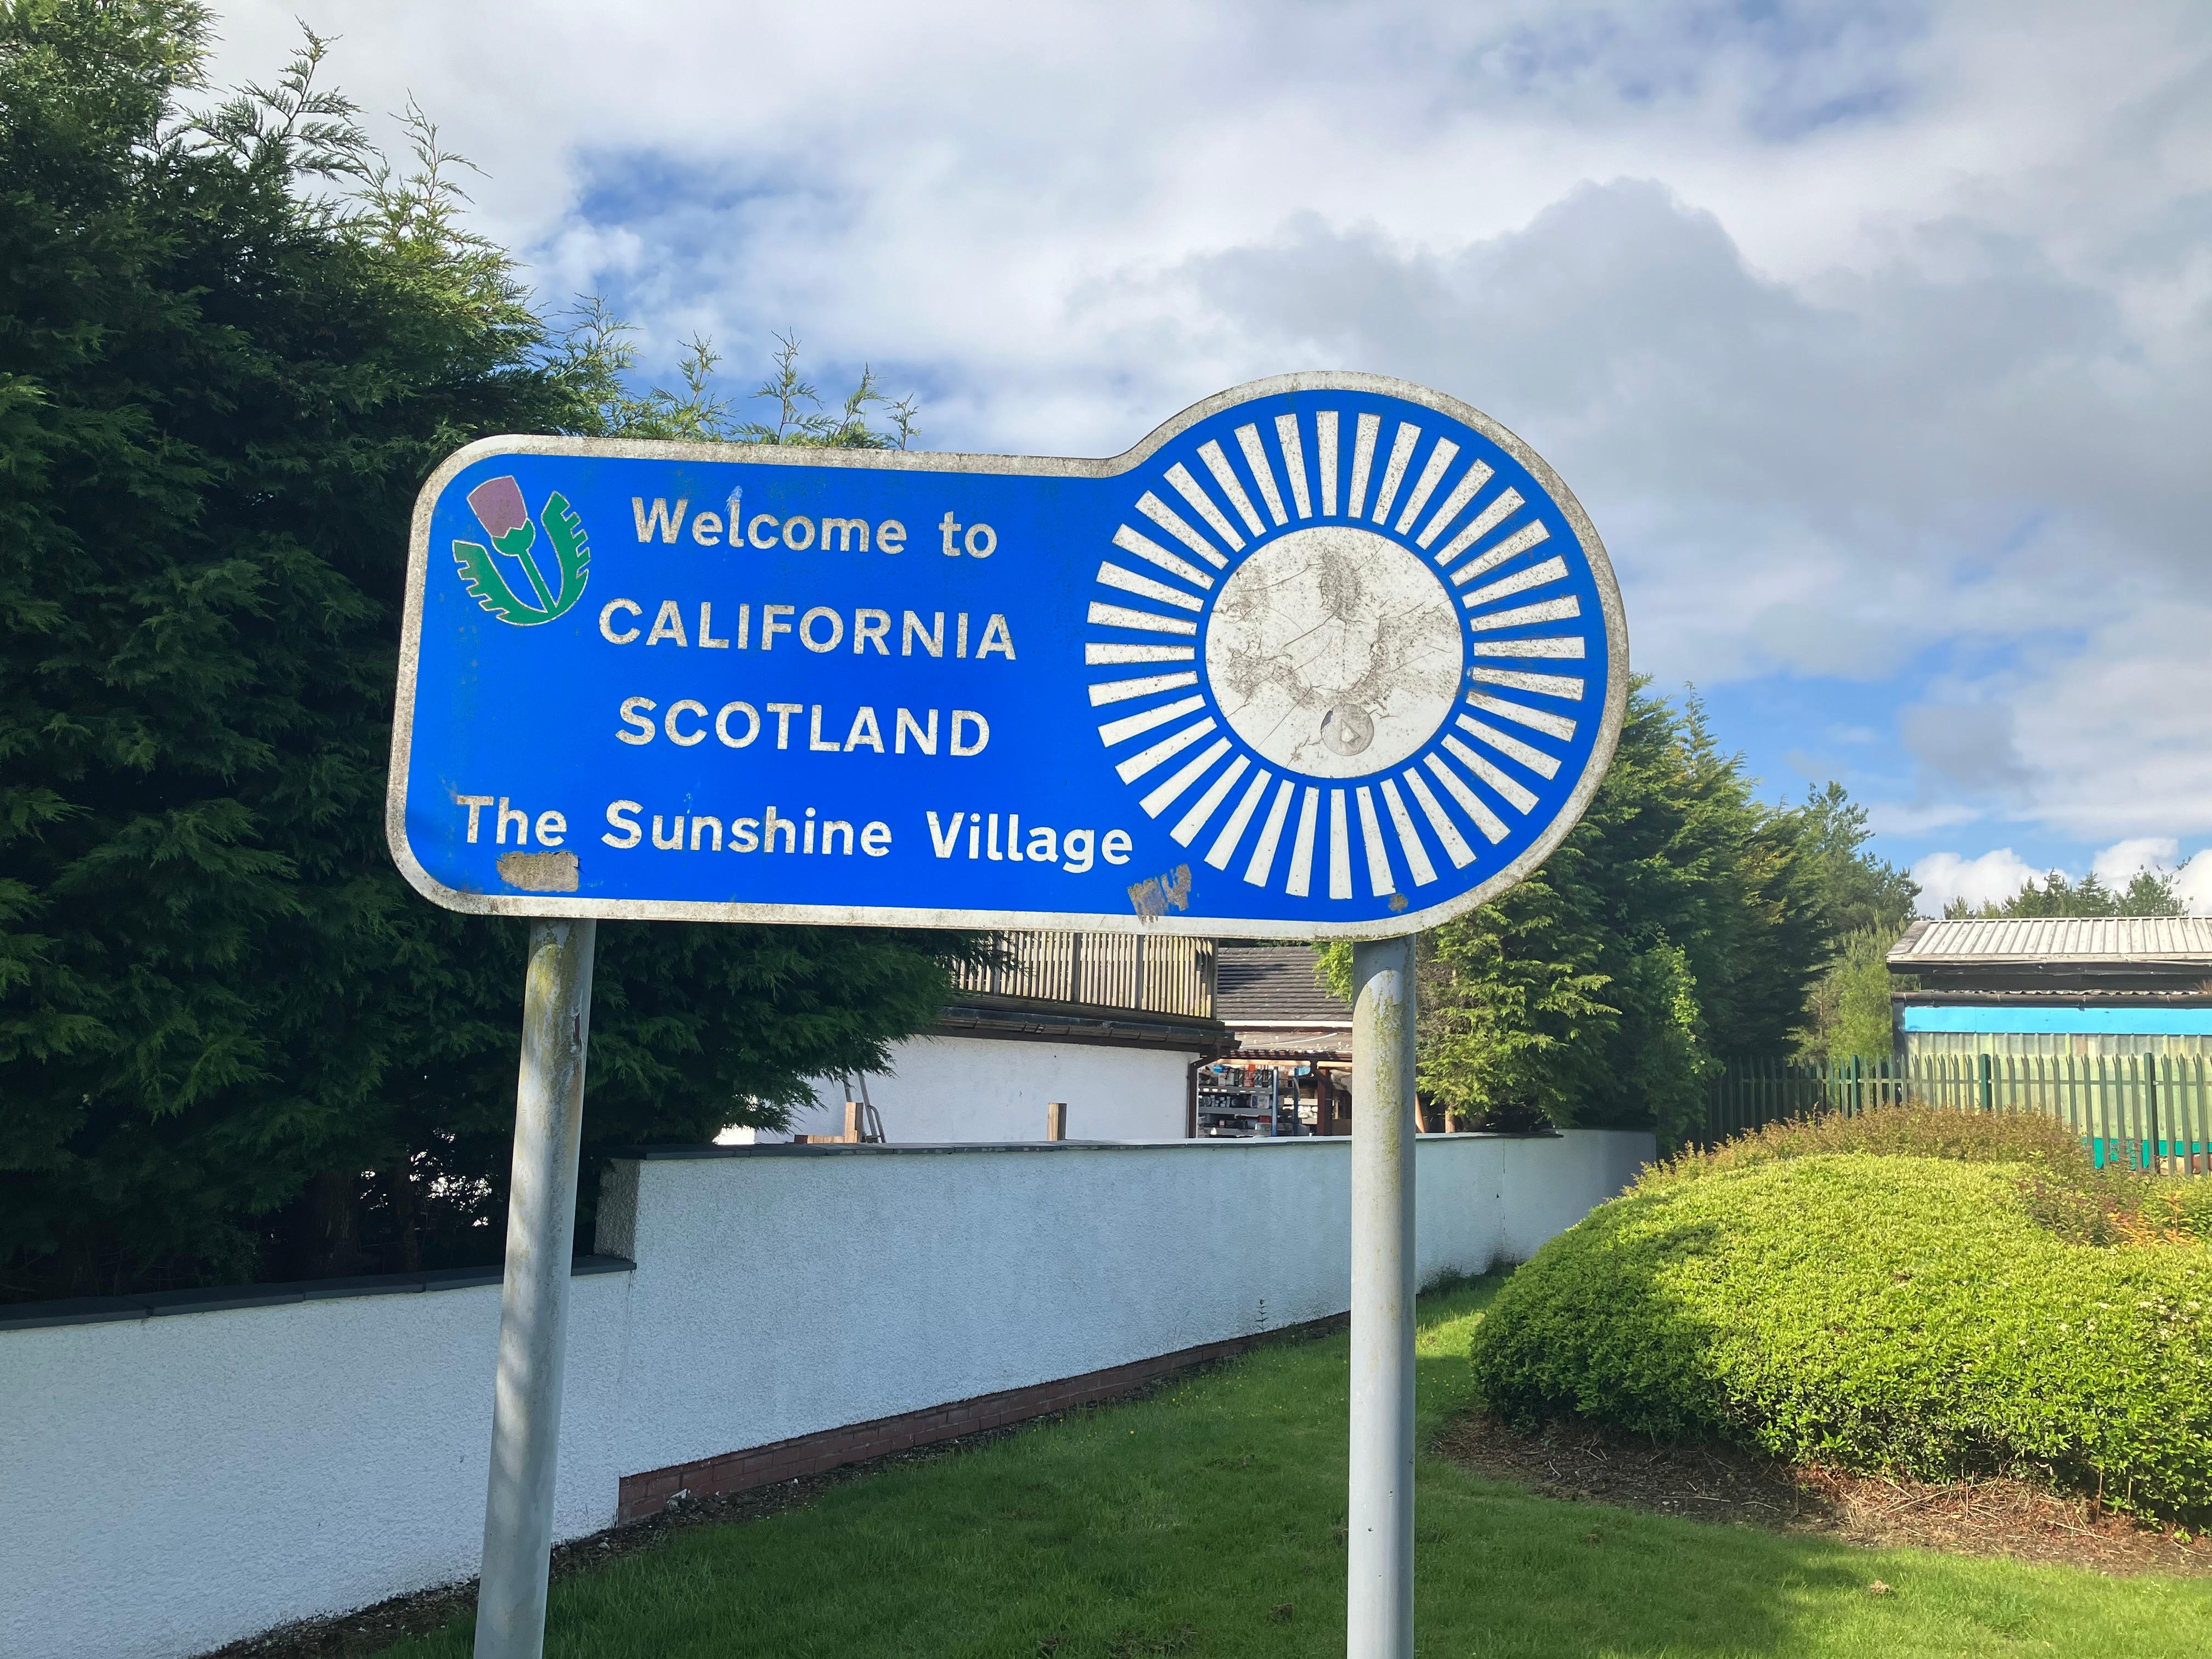 Welcome to
CALIFORNIA
SCOTLAND
The Sunshine Village